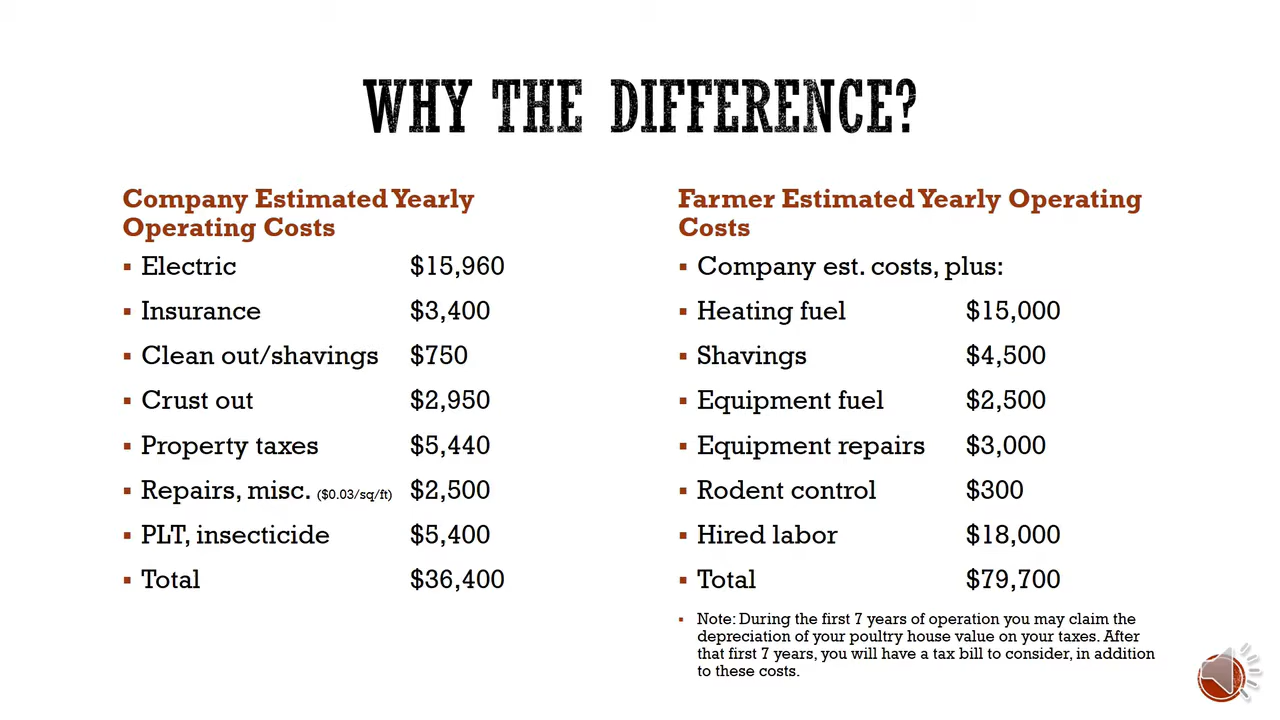 WHY THE DIFFERENCE?
Company Estimated Yearly
Operating Costs
▪ Electric $15,960
▪ Insurance $3,400
▪ Clean out/shavings $750
▪ Crust out $2,950
▪ Property taxes $5,440
▪ Repairs, misc. ($0.03/sq/ft) $2,500
▪ PLT, insecticide $5,400
▪ Total $36,400
Farmer Estimated Yearly Operating
Costs
▪ Company est. costs, plus:
▪ Heating fuel $15,000
▪ Shavings $4,500
▪ Equipment fuel $2,500
▪ Equipment repairs $3,000
▪ Rodent control $300
▪ Hired labor $18,000
▪ Total $79,700
▪ Note: During the first 7 years of operation you may claim the
depreciation of your poultry house value on your taxes. After
that first 7 years, you will have a tax bill to consider, in addition
to these costs.